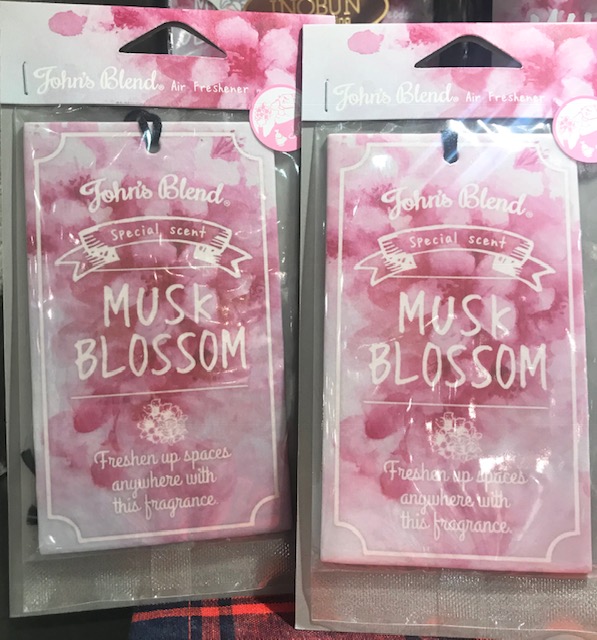 INOBUN
John's Blend® Air Freshener
John's Blend®
Special scent
MUSK
BLOSSOM
Freshen up spaces
anywhere with
this fragrance.
John's Blend® Air Freshener
John's Blend®
Special scent
MUSK
BLOSSOM
Freshen up spaces
anywhere with
this fragrance.